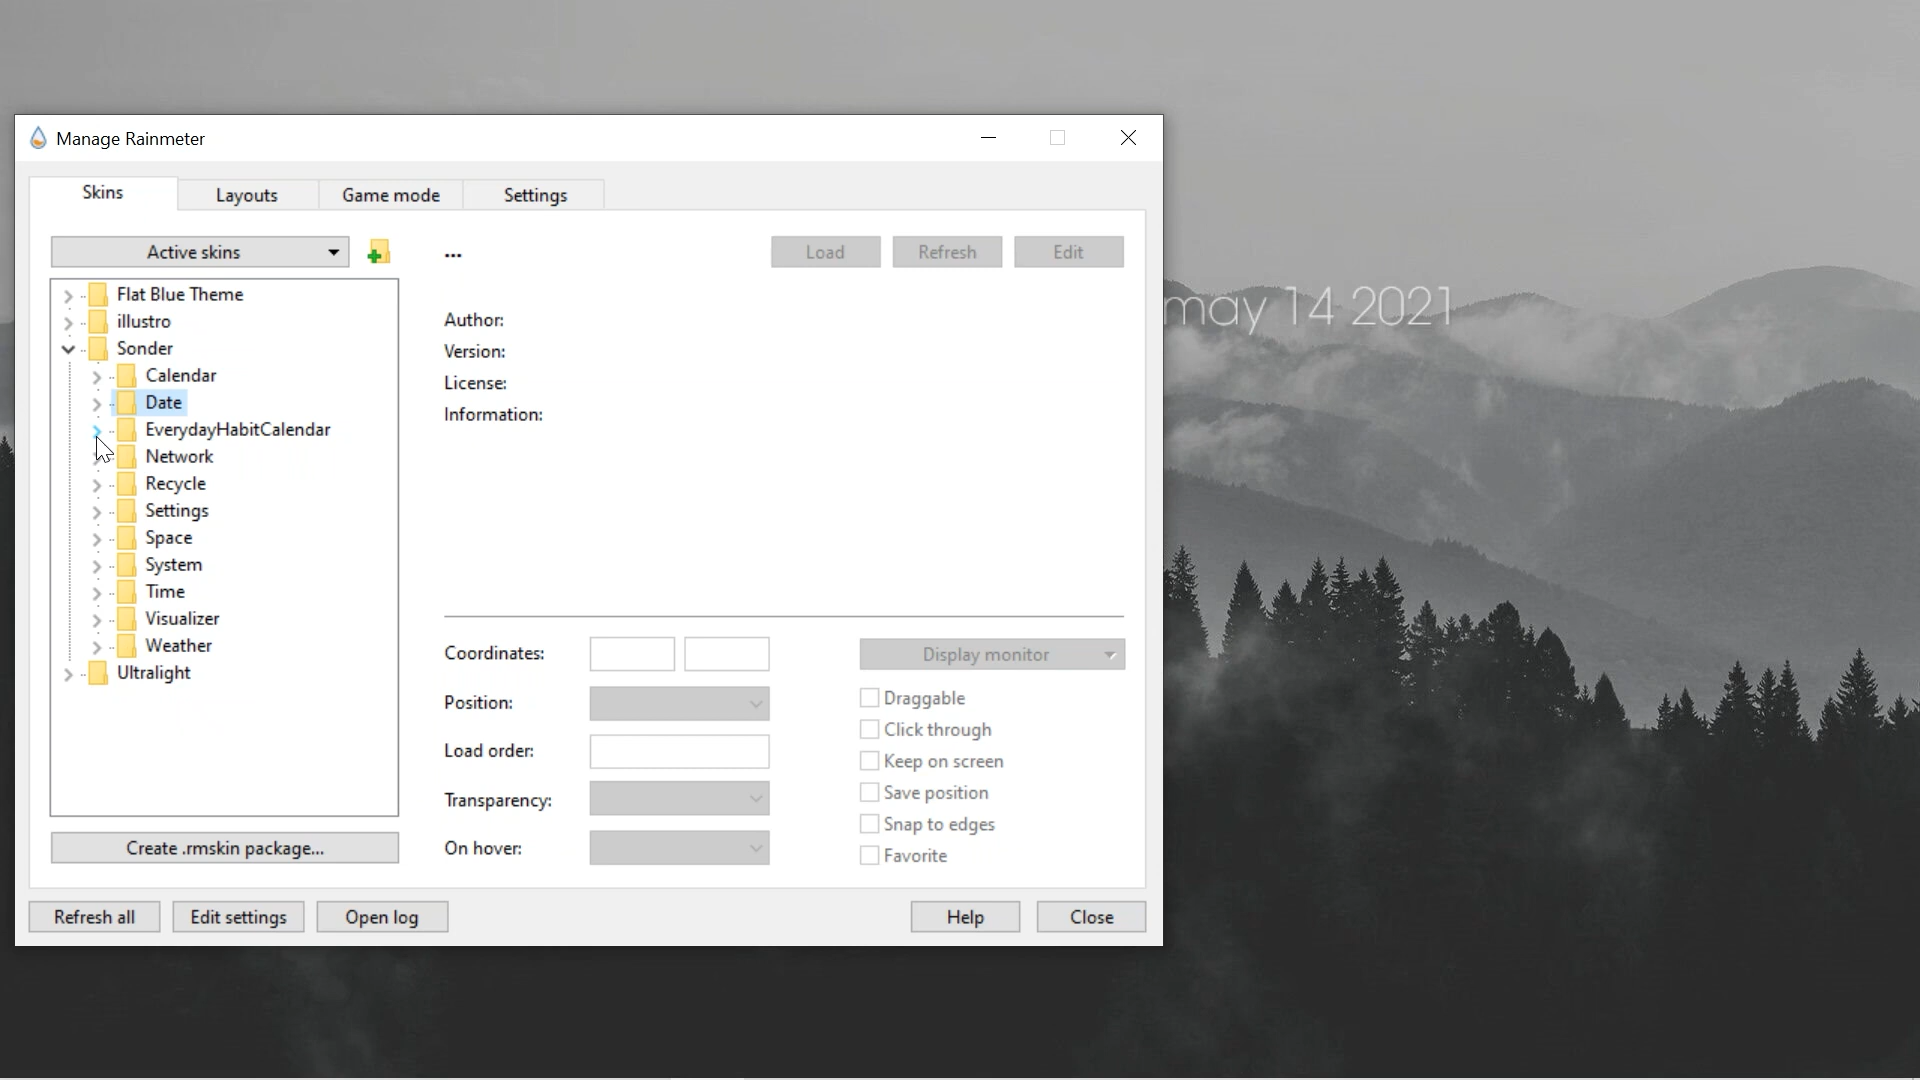 Manage Rainmeter
Skins
Layouts
Game mode
Settings
Active skins
...
Load
Refresh
Edit
Flat Blue Theme
illustro
Sonder
Calendar
Date
EverydayHabitCalendar
Network
Recycle
Settings
Space
System
Time
Visualizer
Weather
Ultralight
Create .rmskin package...
Author:
Version:
License:
Information:
Coordinates:
Position:
Load order:
Transparency:
On hover:
Display monitor
Draggable
Click through
Keep on screen
Save position
Snap to edges
Favorite
Refresh all
Edit settings
Open log
Help
Close
may 14 2021